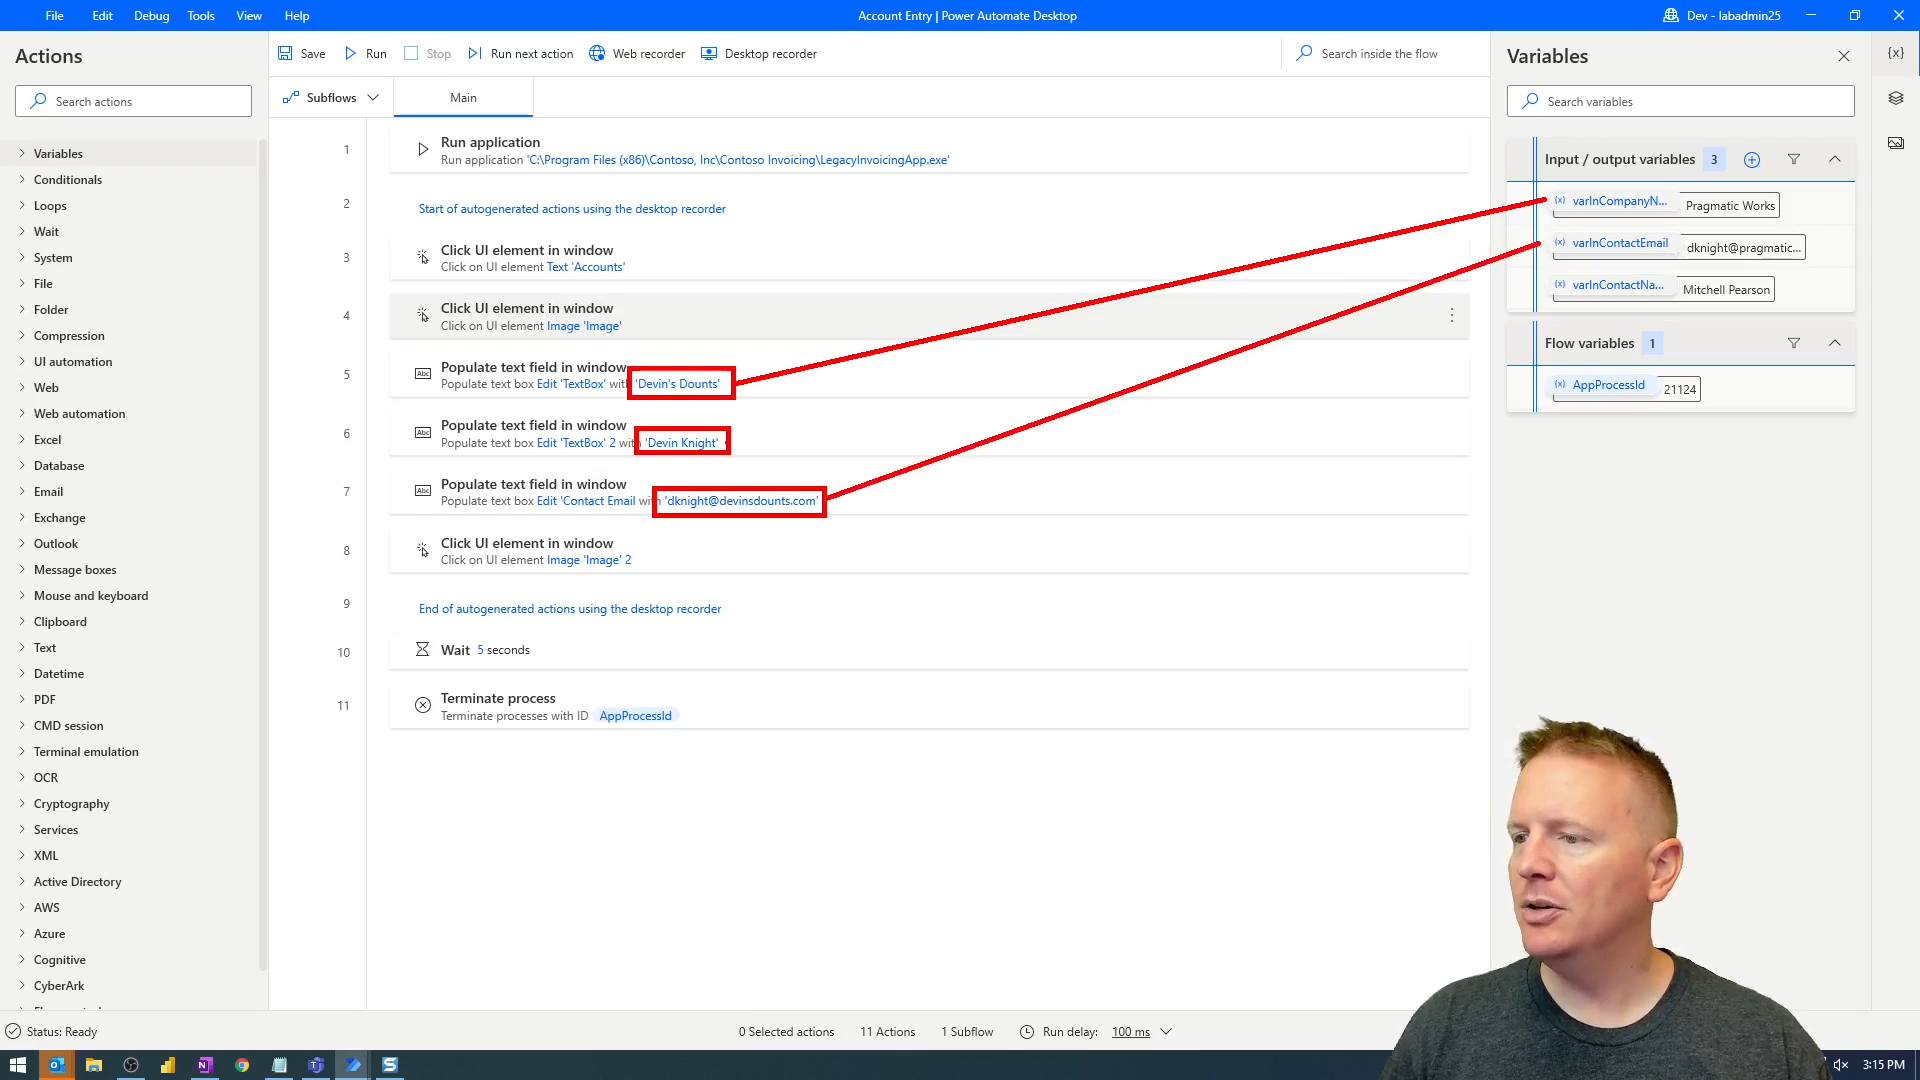 File Edit Debug Tools View Help
Account Entry | Power Automate Desktop
Dev - labadmin25
Actions
Search actions
Variables
Conditionals
Loops
Wait
System
File
Folder
Compression
UI automation
Web
Web automation
Excel
Database
Email
Exchange
Outlook
Message boxes
Mouse and keyboard
Clipboard
Text
Datetime
PDF
CMD session
Terminal emulation
OCR
Cryptography
Services
XML
Active Directory
AWS
Azure
Cognitive
CyberArk
Save Run Stop Run next action Web recorder Desktop recorder
Search inside the flow
Subflows
Main
1
Run application
Run application 'C:\Program Files (x86)\Contoso, Inc\Contoso Invoicing\LegacyInvoicingApp.exe'
2
Start of autogenerated actions using the desktop recorder
3
Click UI element in window
Click on UI element Text 'Accounts'
4
Click UI element in window
Click on UI element Image 'Image'
5
Populate text field in window
Populate text box Edit 'TextBox' with 'Devin's Dounts'
6
Populate text field in window
Populate text box Edit 'TextBox' 2 with 'Devin Knight'
7
Populate text field in window
Populate text box Edit 'Contact Email with 'dknight@devinsdounts.com'
8
Click UI element in window
Click on UI element Image 'Image' 2
9
End of autogenerated actions using the desktop recorder
10
Wait 5 seconds
11
Terminate process
Terminate processes with ID AppProcessId
Variables
{x}
Search variables
Input / output variables 3
(x) varInCompanyN... Pragmatic Works
(x) varInContactEmail dknight@pragmatic...
(x) varInContactNa... Mitchell Pearson
Flow variables 1
(x) AppProcessId 21124
Status: Ready
0 Selected actions 11 Actions 1 Subflow Run delay: 100 ms
3:15 PM